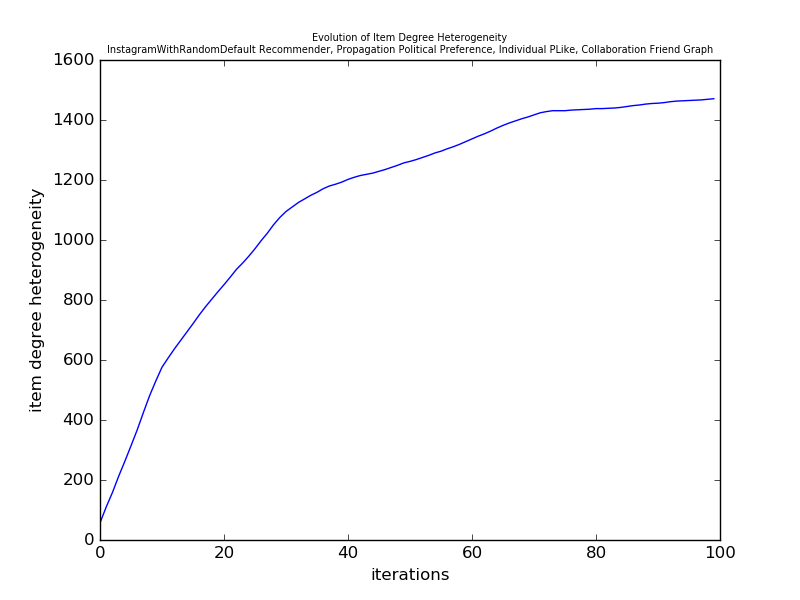 Evolution of Item Degree Heterogeneity
InstagramWithRandomDefault Recommender, Propagation Political Preference, Individual PLike, Collaboration Friend Graph
1600
1400
1200
1000
800
600
400
200
0
item degree heterogeneity
0 20 40 60 80 100
iterations